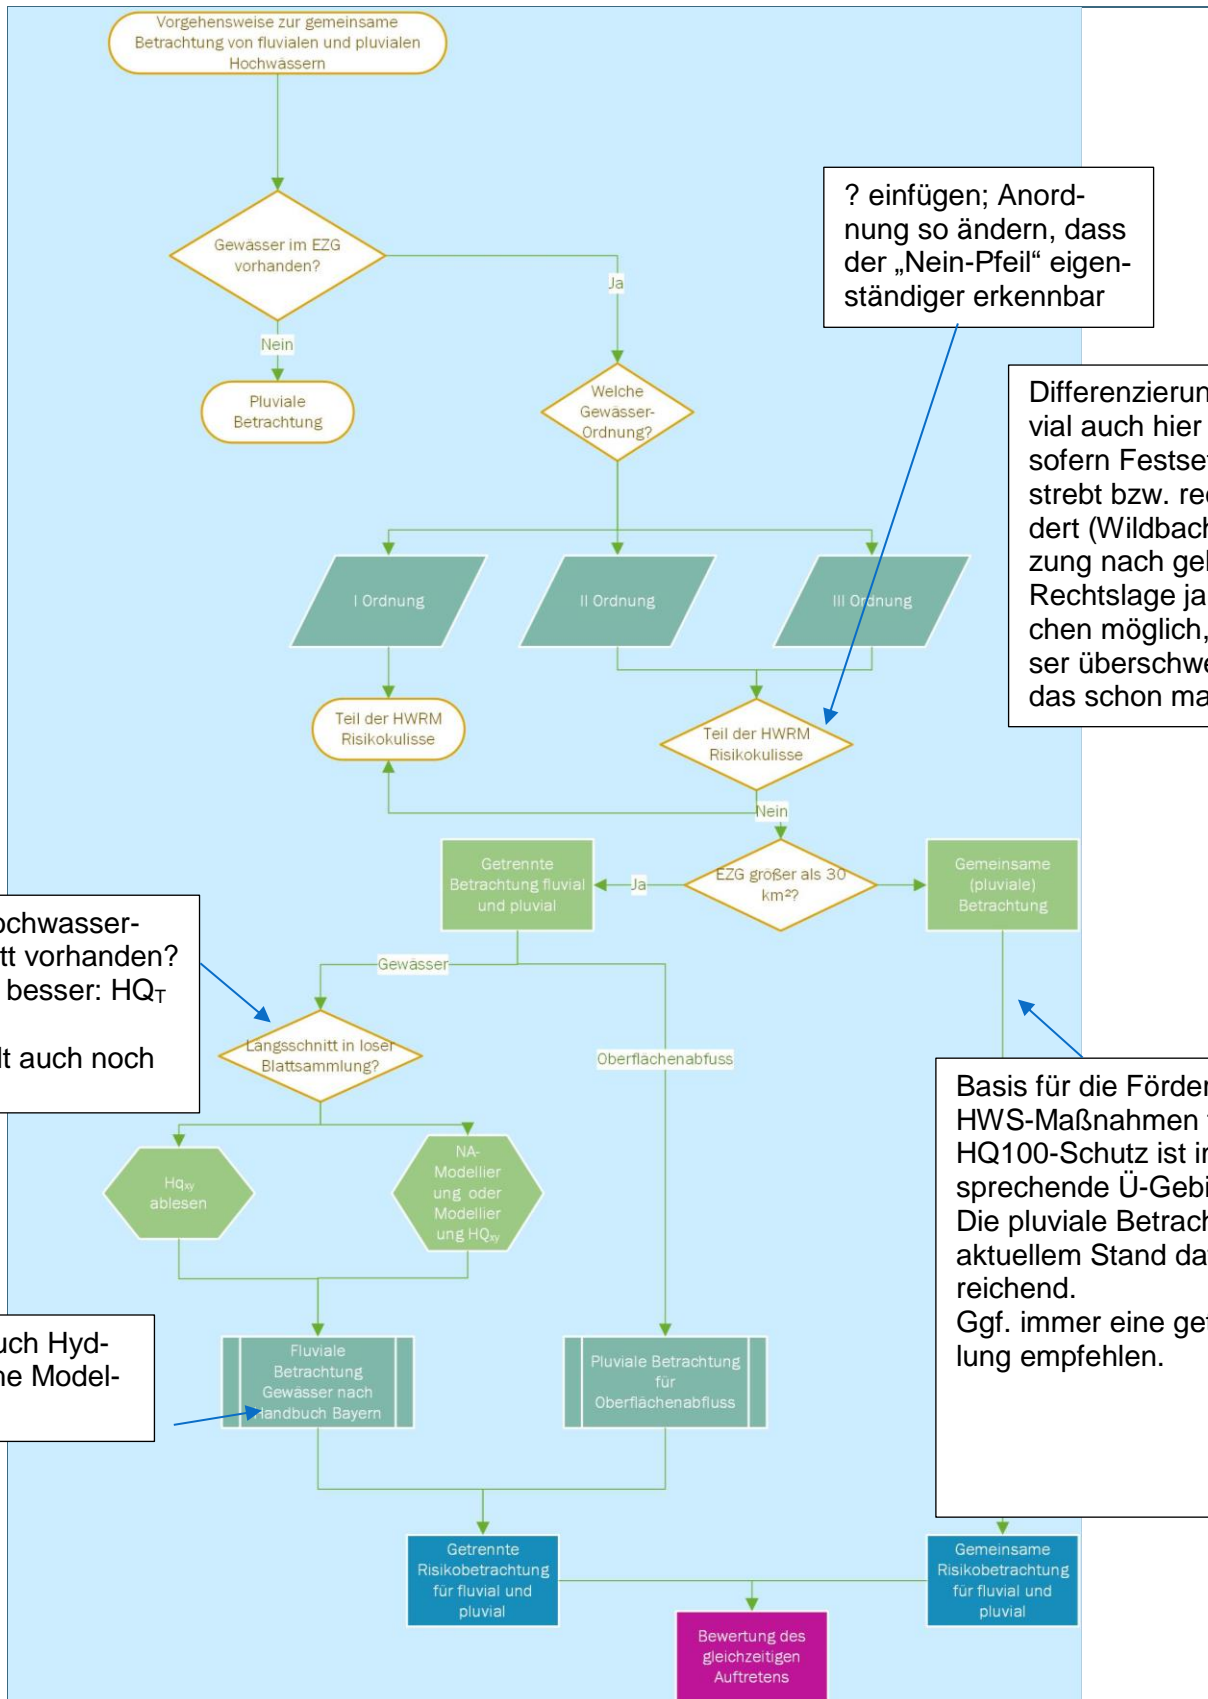 Vorgehensweise zur gemeinsame
Betrachtung von fluvialen und pluvialen
Hochwässern
? einfügen; Anord-
nung so ändern, dass
der „Nein-Pfeil“ eigen-
ständiger erkennbar
Gewässer im EZG
vorhanden?
Ja
Nein
Pluviale
Betrachtung
Welche
Gewässer-
Ordnung?
Differenzierun
vial auch hier
sofern Festse
strebt bzw. re
dert (Wildbach
zung nach gel
Rechtslage ja
chen möglich,
ser überschwe
das schon ma
I Ordnung
II Ordnung
III Ordnung
Teil der HWRM
Risikokulisse
Teil der HWRM
Risikokulisse
Nein
Getrennte
Betrachtung fluvial
und pluvial
Ja
EZG größer als 30
km²?
Gemeinsame
(pluviale)
Betrachtung
ochwasser-
tt vorhanden?
besser: HQT
lt auch noch
Gewässer
Längsschnitt in loser
Blattsammlung?
Oberflächenabfuss
Basis für die Förder
HWS-Maßnahmen
HQ100-Schutz ist i
sprechende Ü-Gebi
Die pluviale Betrach
aktuellem Stand da
reichend.
Ggf. immer eine get
lung empfehlen.
Hqxy
ablesen
NA-
Modellier
ung oder
Modellier
ung HQxy
uch Hyd-
ne Model-
Fluviale
Betrachtung
Gewässer nach
Handbuch Bayern
Pluviale Betrachtung
für
Oberflächenabfluss
Getrennte
Risikobetrachtung
für fluvial und
pluvial
Gemeinsame
Risikobetrachtung
für fluvial und
pluvial
Bewertung des
gleichzeitigen
Auftretens